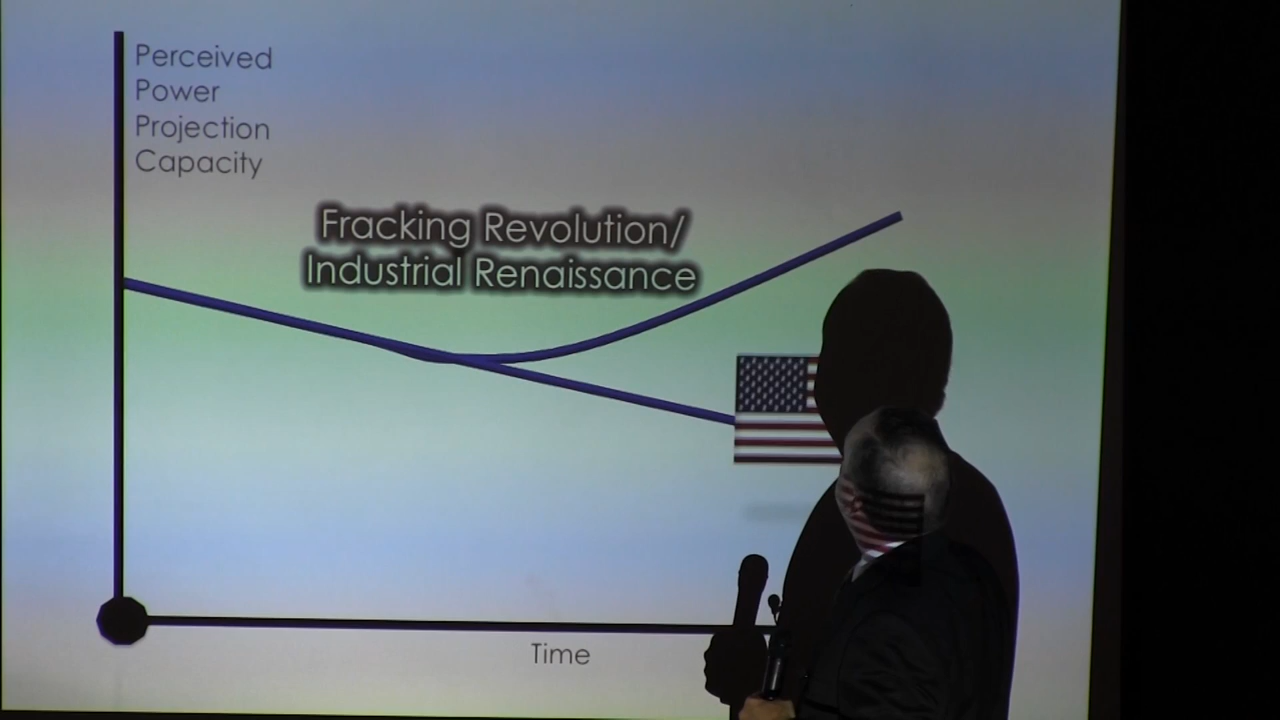 Perceived
Power
Projection
Capacity
Fracking Revolution/
Industrial Renaissance
Time